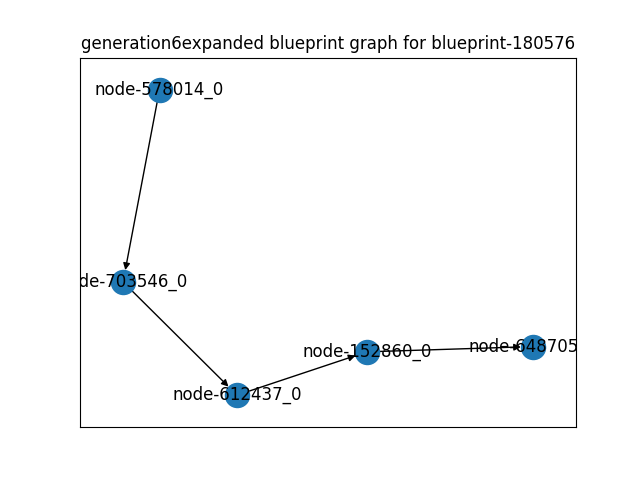 generation6expanded blueprint graph for blueprint-180576
node-578014_0
de-703546_0
node-648705
node-152860_0
node-612437_0